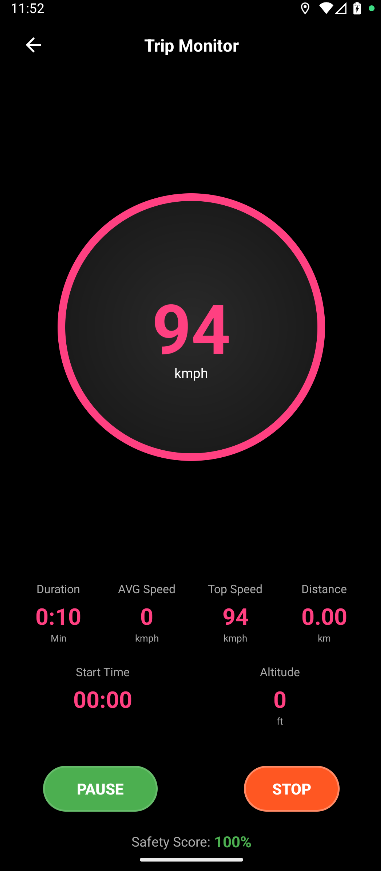 11:52
Trip Monitor
94
kmph
Duration AVG Speed Top Speed Distance
0:10 0 94 0.00
Min kmph kmph km
Start Time Altitude
00:00 0
ft
PAUSE STOP
Safety Score: 100%